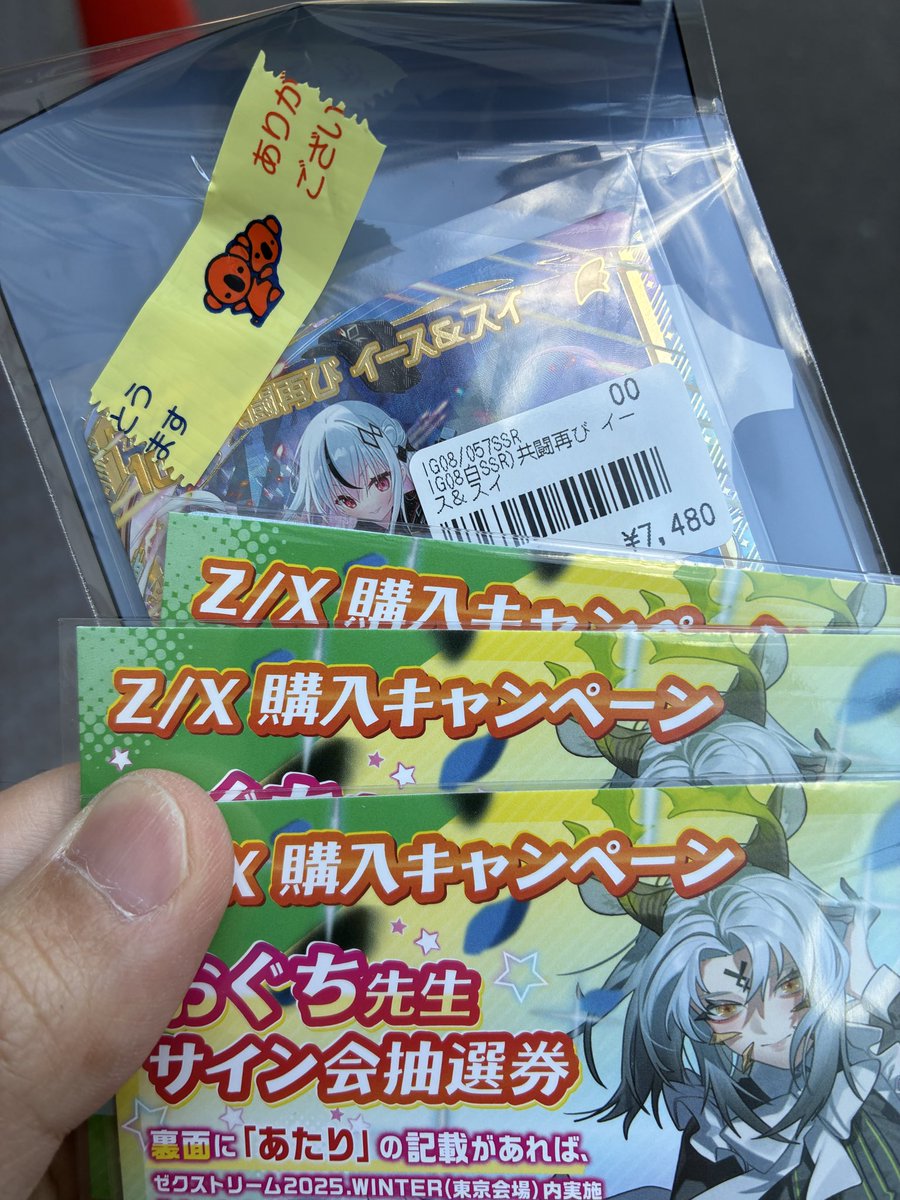 ありが
ござい
とう
ます
闘再び イース&スイ
00
IG08/057SSR
IG08白SSR)共闘再び イー
ス&スイ
¥7,480
Z/X 購入キャンペーン
Z/X 購入キャンペーン
X 購入キャンペーン
おぐち先生
サイン会抽選券
裏面に「あたり」の記載があれば、
ゼクストリーム2025.WINTER(東京会場)内実施